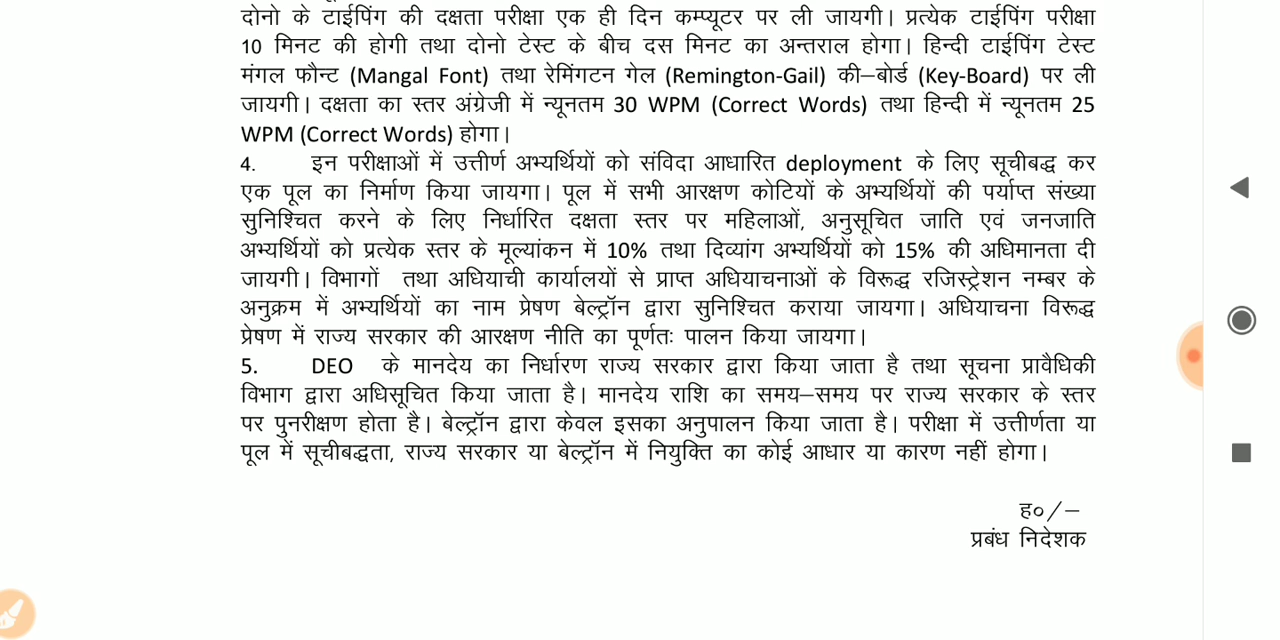 दोनो के टाईपिंग की दक्षता परीक्षा एक ही दिन कम्प्यूटर पर ली जायगी। प्रत्येक टाईपिंग परीक्षा
10 मिनट की होगी तथा दोनो टेस्ट के बीच दस मिनट का अन्तराल होगा। हिन्दी टाईपिंग टेस्ट
मंगल फौन्ट (Mangal Font) तथा रेमिंगटन गेल (Remington-Gail) की–बोर्ड (Key-Board) पर ली
जायगी। दक्षता का स्तर अंग्रेजी में न्यूनतम 30 WPM (Correct Words) तथा हिन्दी में न्यूनतम 25
WPM (Correct Words) होगा।
4. इन परीक्षाओं में उत्तीर्ण अभ्यर्थियों को संविदा आधारित deployment के लिए सूचीबद्ध कर
एक पूल का निर्माण किया जायगा। पूल में सभी आरक्षण कोटियों के अभ्यर्थियों की पर्याप्त संख्या
सुनिश्चित करने के लिए निर्धारित दक्षता स्तर पर महिलाओं, अनुसूचित जाति एवं जनजाति
अभ्यर्थियों को प्रत्येक स्तर के मूल्यांकन में 10% तथा दिव्यांग अभ्यर्थियों को 15% की अधिमानता दी
जायगी। विभागों तथा अधियाची कार्यालयों से प्राप्त अधियाचनाओं के विरूद्ध रजिस्ट्रेशन नम्बर के
अनुक्रम में अभ्यर्थियों का नाम प्रेषण बेल्ट्रॉन द्वारा सुनिश्चित कराया जायगा। अधियाचना विरूद्ध
प्रेषण में राज्य सरकार की आरक्षण नीति का पूर्णतः पालन किया जायगा।
5. DEO के मानदेय का निर्धारण राज्य सरकार द्वारा किया जाता है तथा सूचना प्रावैधिकी
विभाग द्वारा अधिसूचित किया जाता है। मानदेय राशि का समय–समय पर राज्य सरकार के स्तर
पर पुनरीक्षण होता है। बेल्ट्रॉन द्वारा केवल इसका अनुपालन किया जाता है। परीक्षा में उत्तीर्णता या
पूल में सूचीबद्धता, राज्य सरकार या बेल्ट्रॉन में नियुक्ति का कोई आधार या कारण नहीं होगा।
ह०/–
प्रबंध निदेशक